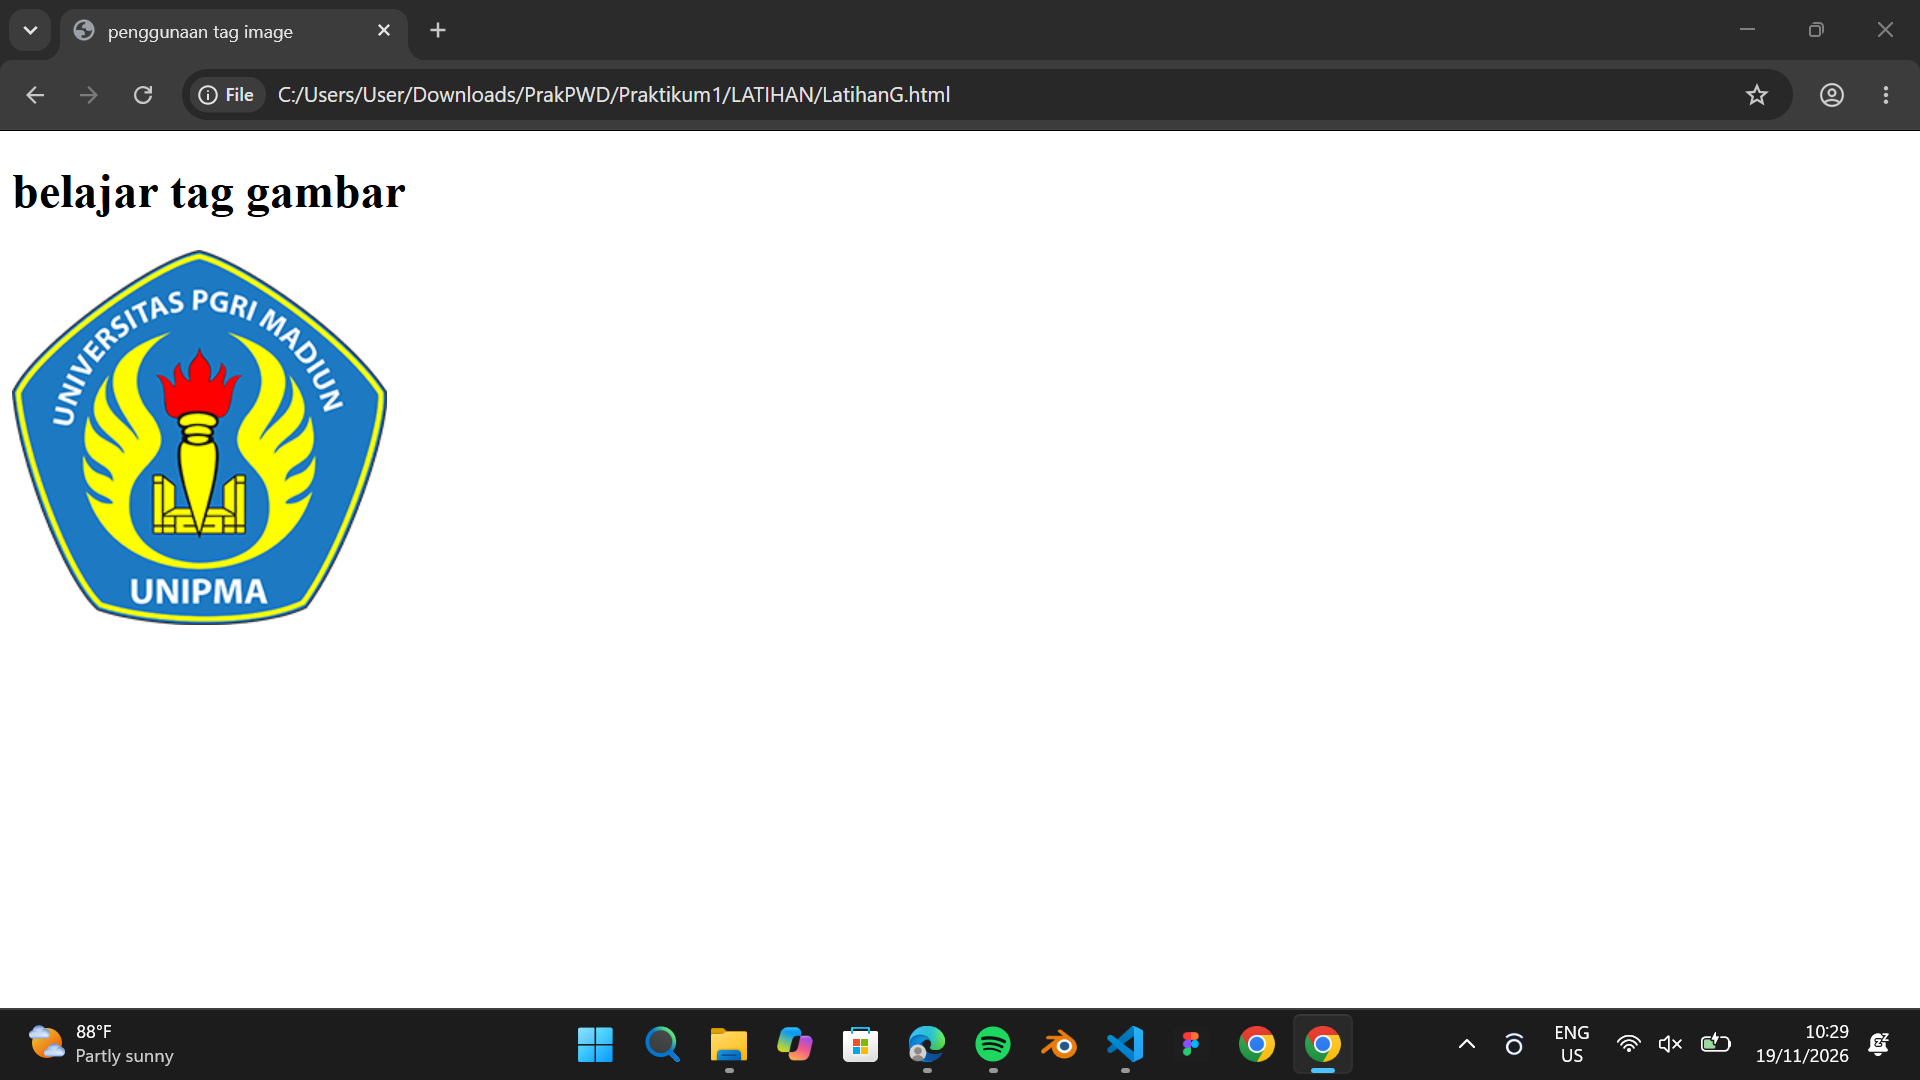 penggunaan tag image
File
C:/Users/User/Downloads/PrakPWD/Praktikum1/LATIHAN/LatihanG.html
belajar tag gambar
UNIVERSITAS PGRI MADIUN
UNIPMA
88°F
Partly sunny
ENG
US
10:29
19/11/2026